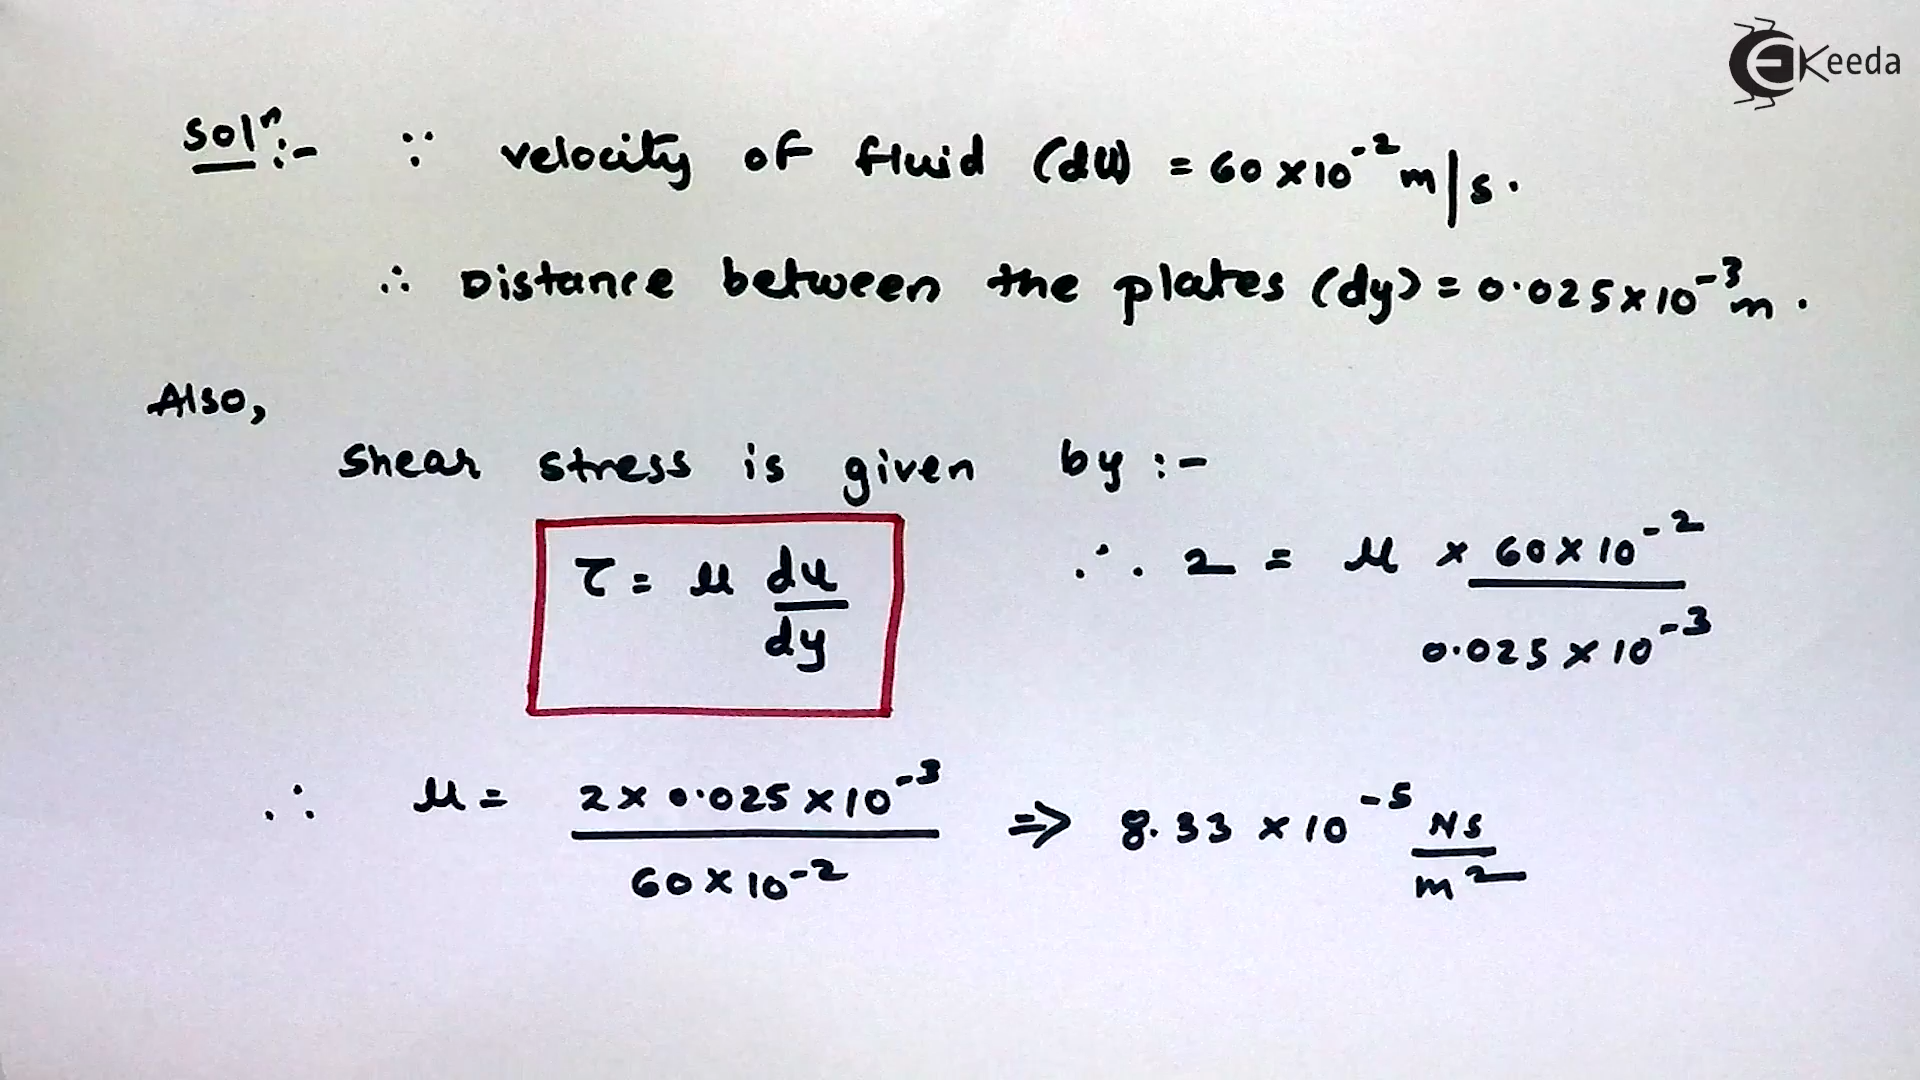 EKeeda
Solⁿ:- ∵ velocity of fluid (du) = 60 × 10⁻² m/s.
∴ Distance between the plates (dy) = 0.025 × 10⁻³ m.
Also,
shear stress is given by :-
τ = μ du/dy
∴ 2 = μ × 60 × 10⁻² / 0.025 × 10⁻³
∴ μ = 2 × 0.025 × 10⁻³ / 60 × 10⁻² ⇒ 8.33 × 10⁻⁵ Ns/m²